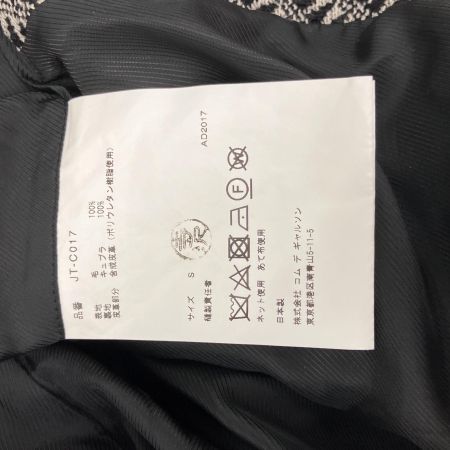 品番 JT-C017
表地 毛 100%
裏地 キュプラ 100%
皮革部分 合成皮革(ポリウレタン樹脂使用)
サイズ S
縫製責任者
AD2017
ネット使用 あて布使用
日本製
株式会社 コム デ ギャルソン
東京都港区南青山5-11-5